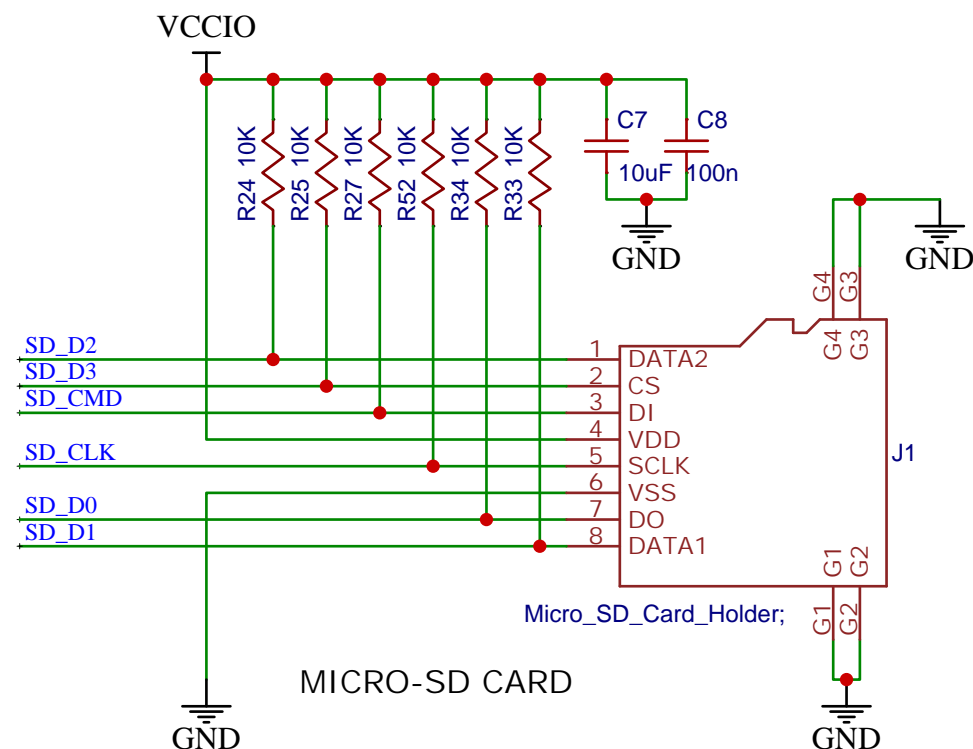 VCCIO
R24 10K
R25 10K
R27 10K
R52 10K
R34 10K
R33 10K
C7
10uF
C8
100n
GND
GND
G4
G3
G4
G3
SD_D2
1
DATA2
SD_D3
2
CS
SD_CMD
3
DI
4
VDD
SD_CLK
5
SCLK
J1
6
VSS
SD_D0
7
DO
SD_D1
8
DATA1
G1
G2
Micro_SD_Card_Holder;
G1
G2
MICRO-SD CARD
GND
GND